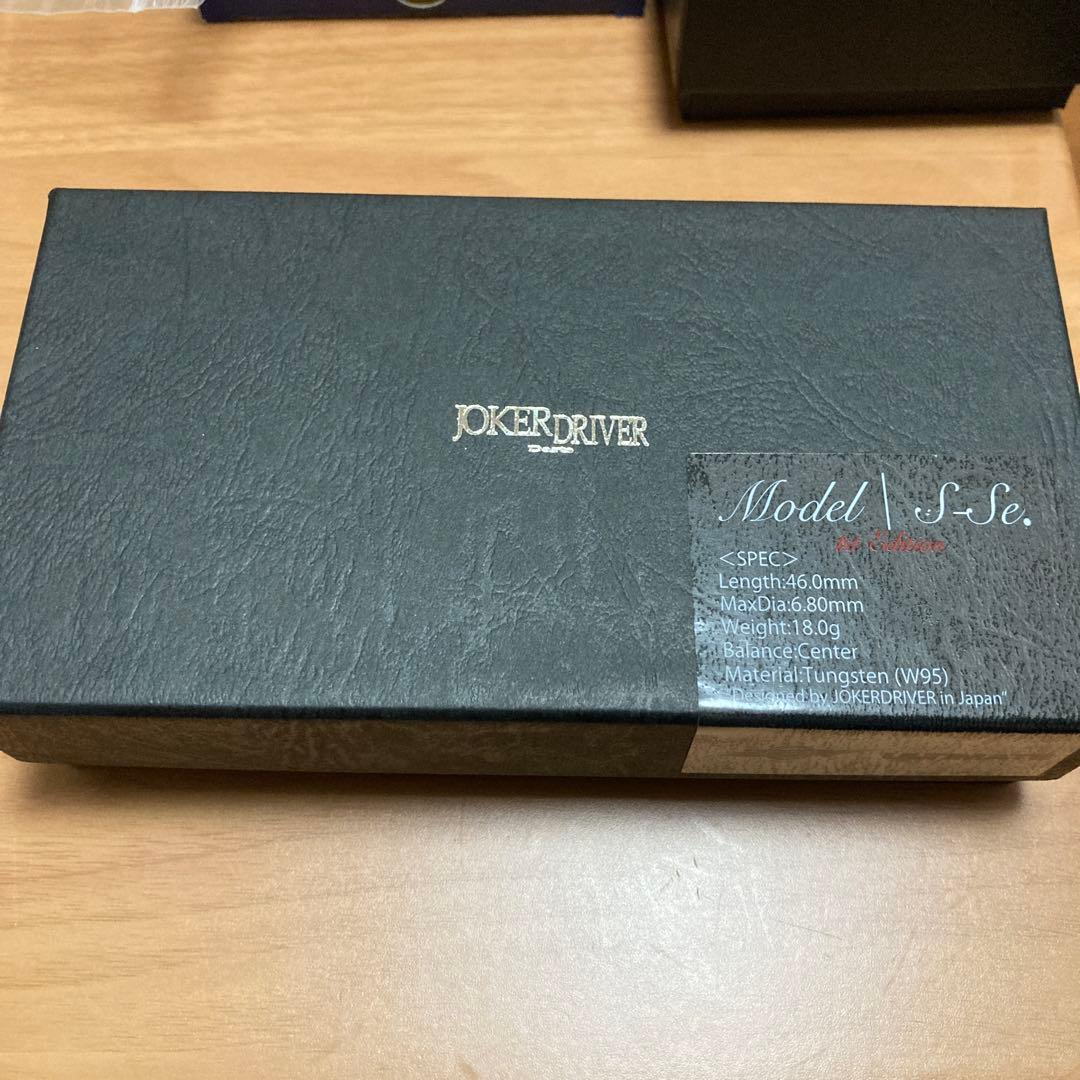 JOKERDRIVER
Darts
Model | S-Se.
1st Edition
<SPEC>
Length:46.0mm
MaxDia:6.80mm
Weight:18.0g
Balance:Center
Material:Tungsten (W95)
"Designed by JOKERDRIVER in Japan"